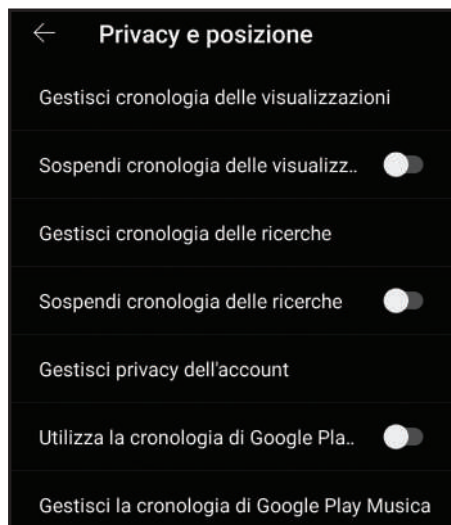 Privacy e posizione
Gestisci cronologia delle visualizzazioni
Sospendi cronologia delle visualizz..
Gestisci cronologia delle ricerche
Sospendi cronologia delle ricerche
Gestisci privacy dell'account
Utilizza la cronologia di Google Pla..
Gestisci la cronologia di Google Play Musica